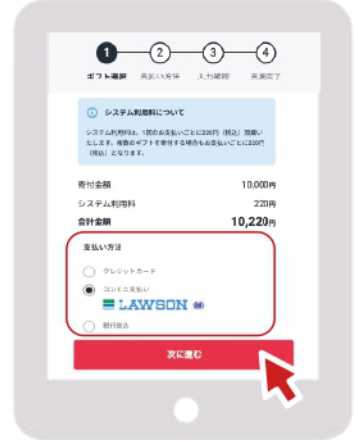 1 2 3 4
ギフト選択 支払い方法 入力確認 決済完了
システム利用料について
システム利用料は、1回のお支払いごとに220円（税込）頂戴い
たします。複数のギフトを寄付する場合もお支払いごとに220円
（税込）となります。
寄付金額 10,000円
システム利用料 220円
合計金額 10,220円
支払い方法
クレジットカード
コンビニ支払い
LAWSON
銀行振込
次に進む